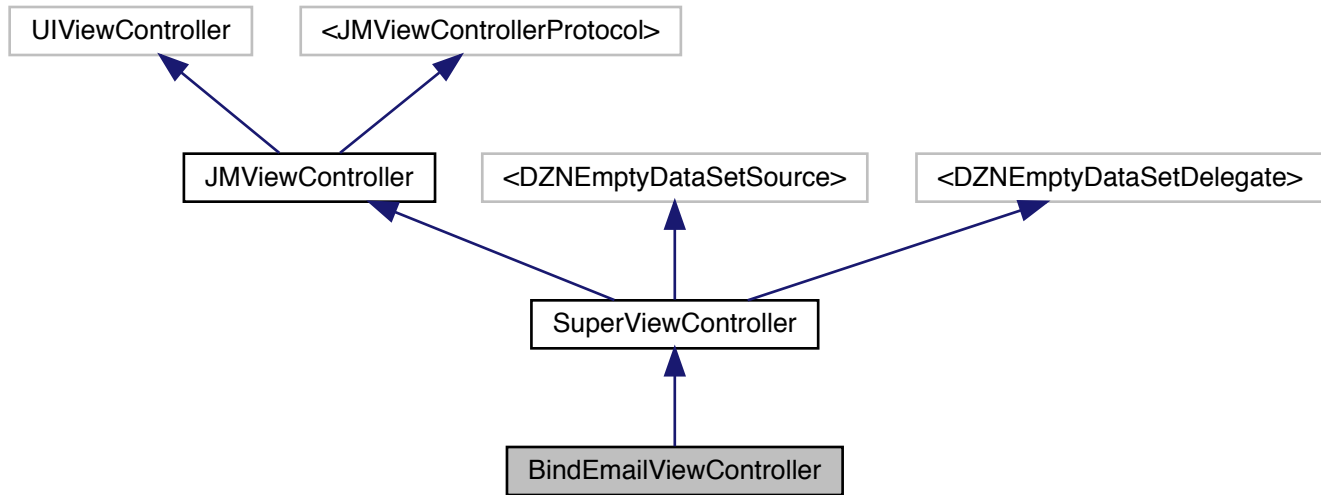 UIViewController
<JMViewControllerProtocol>
JMViewController
<DZNEmptyDataSetSource>
<DZNEmptyDataSetDelegate>
SuperViewController
BindEmailViewController